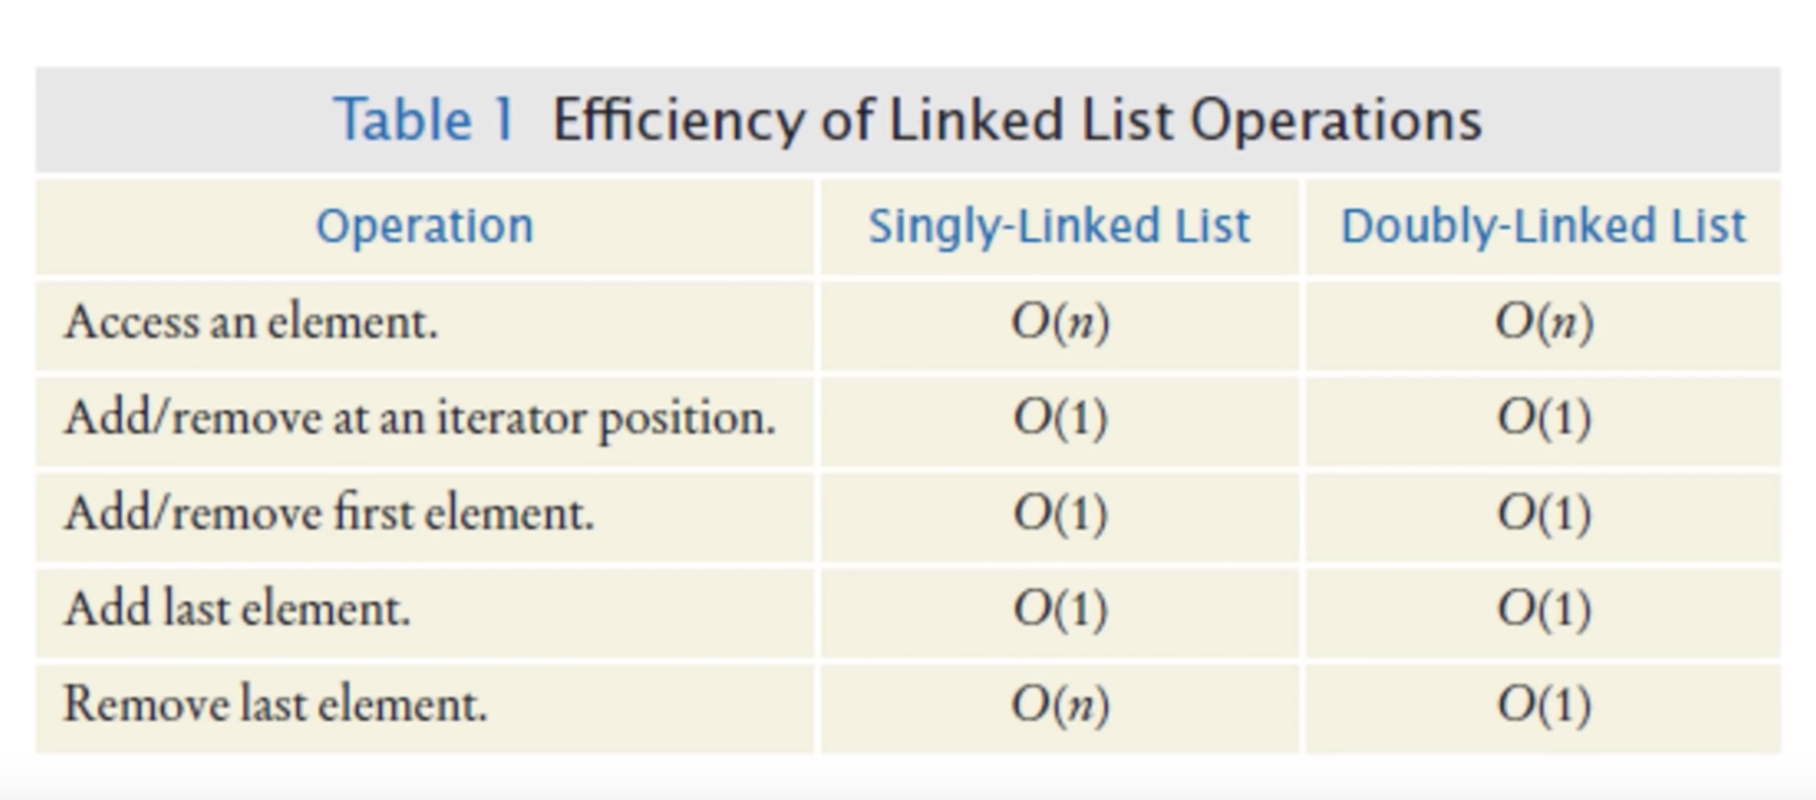 Table 1 Efficiency of Linked List Operations
Operation Singly-Linked List Doubly-Linked List
Access an element. O(n) O(n)
Add/remove at an iterator position. O(1) O(1)
Add/remove first element. O(1) O(1)
Add last element. O(1) O(1)
Remove last element. O(n) O(1)